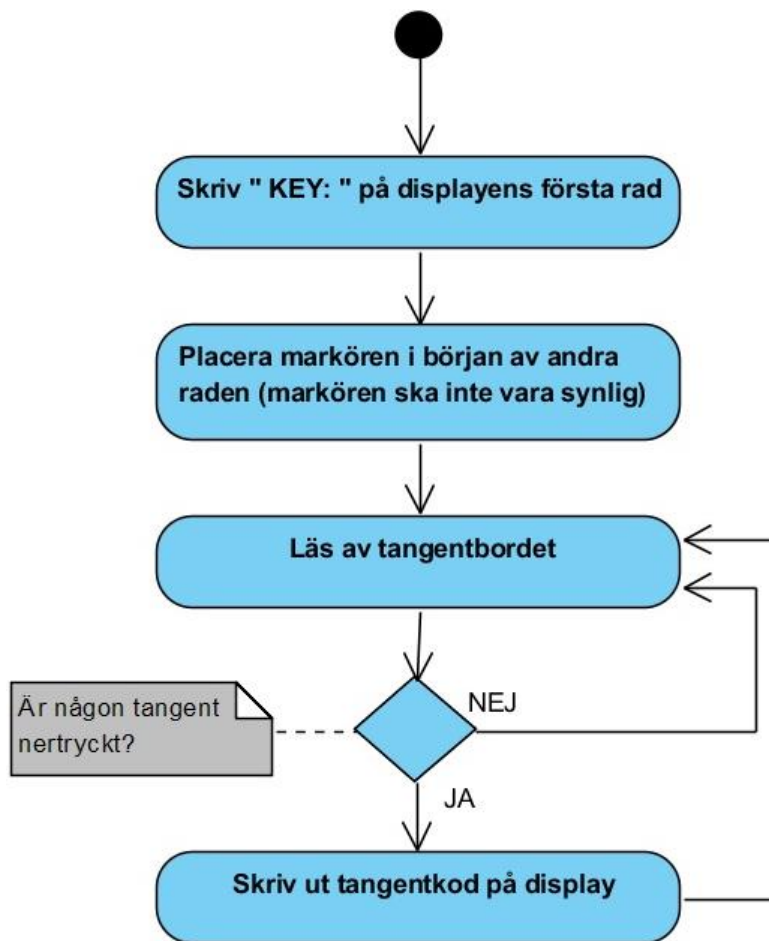 Skriv " KEY: " på displayens första rad
Placera markören i början av andra
raden (markören ska inte vara synlig)
Läs av tangentbordet
Är någon tangent
nertryckt?
NEJ
JA
Skriv ut tangentkod på display